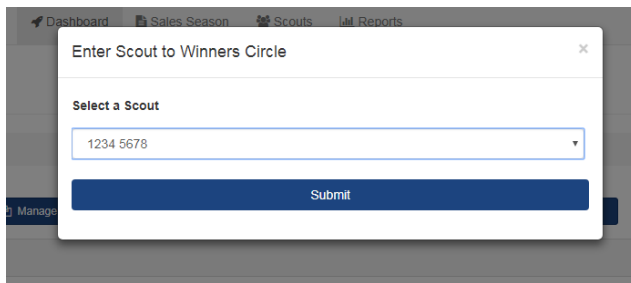 Dashboard Sales Season Scouts Reports
Enter Scout to Winners Circle ×
Select a Scout
1234 5678
Submit
Manage